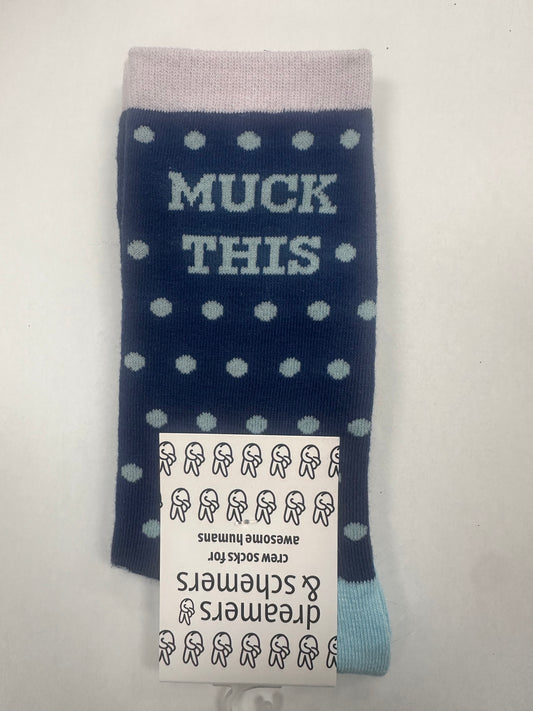 MUCK
THIS
dreamers
& schemers
crew socks for
awesome humans